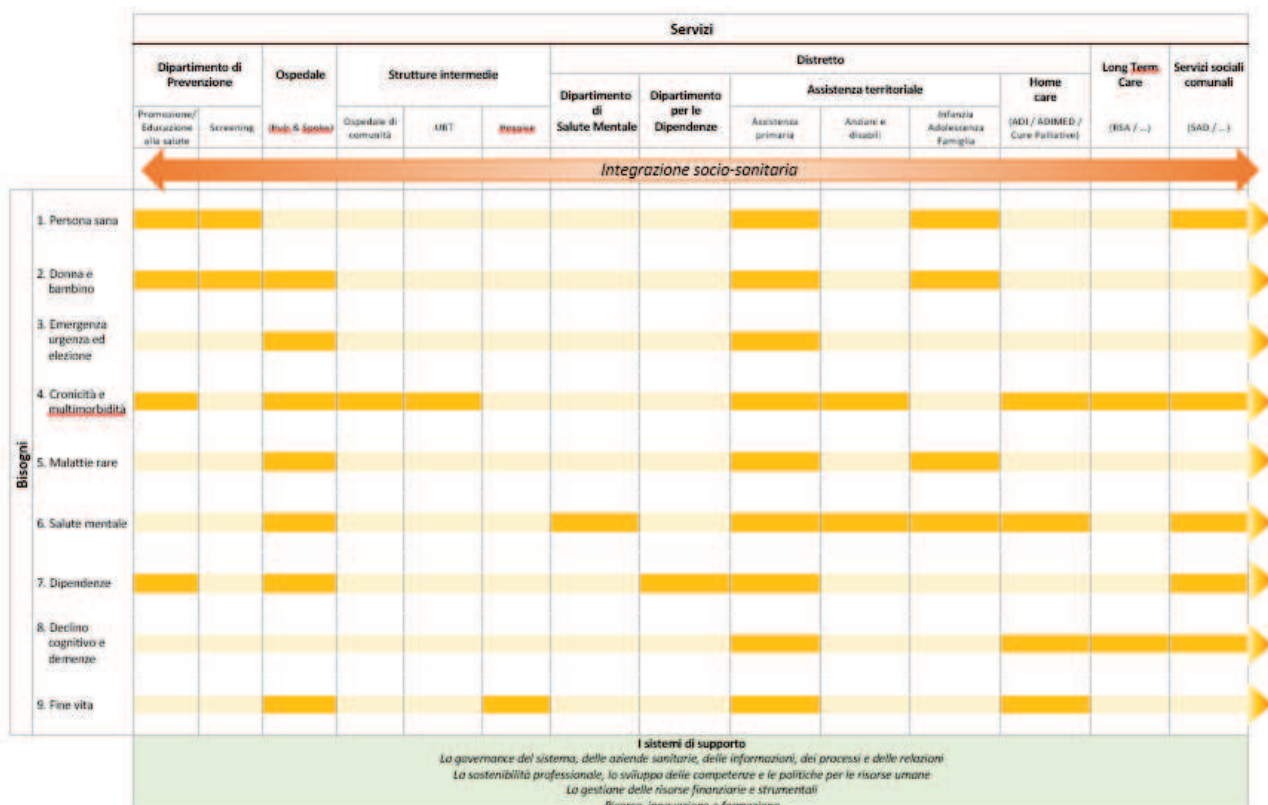 Servizi
Dipartimento di
Prevenzione
Ospedale
Strutture intermedie
Distretto
Long Term
Care
Servizi sociali
comunali
Dipartimento
di
Salute Mentale
Dipartimento
per le
Dipendenze
Assistenza territoriale
Home
care
Promozione/
Educazione
alla salute
Screening
(Hub & Spoke)
Ospedale di
comunità
URT
Hospice
Assistenza
primaria
Anziani e
disabili
Infanzia
Adolescenza
Famiglia
(ADI / ADIMED /
Cure Palliative)
(RSA / ...)
(SAD / ...)
Integrazione socio-sanitaria
Bisogni
1. Persona sana
2. Donna e
bambino
3. Emergenza
urgenza ed
elezione
4. Cronicità e
multimorbidità
5. Malattie rare
6. Salute mentale
7. Dipendenze
8. Declino
cognitivo e
demenze
9. Fine vita
I sistemi di supporto
La governance del sistema, delle aziende sanitarie, delle informazioni, dei processi e delle relazioni
La sostenibilità professionale, lo sviluppo delle competenze e le politiche per le risorse umane
La gestione delle risorse finanziarie e strumentali
Ricerca, innovazione e formazione